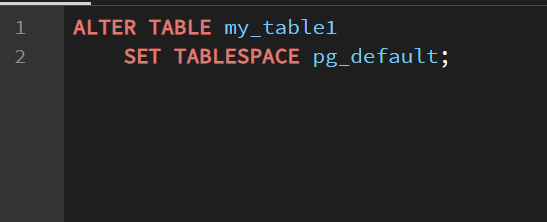 1 ALTER TABLE my_table1
2 SET TABLESPACE pg_default;